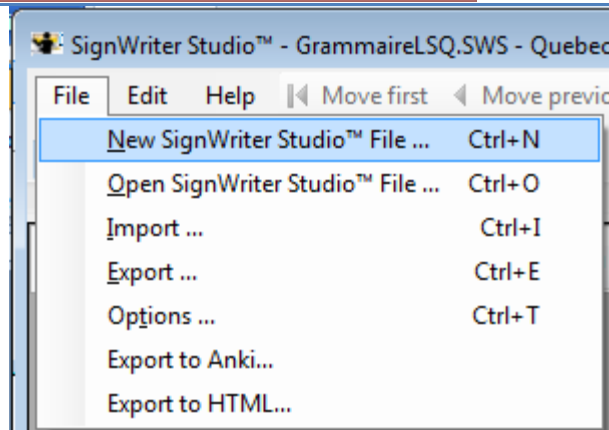 SignWriter Studio™ - GrammaireLSQ.SWS - Quebec
File Edit Help Move first Move previ
New SignWriter Studio™ File ... Ctrl+N
Open SignWriter Studio™ File ... Ctrl+O
Import ... Ctrl+I
Export ... Ctrl+E
Options ... Ctrl+T
Export to Anki...
Export to HTML...